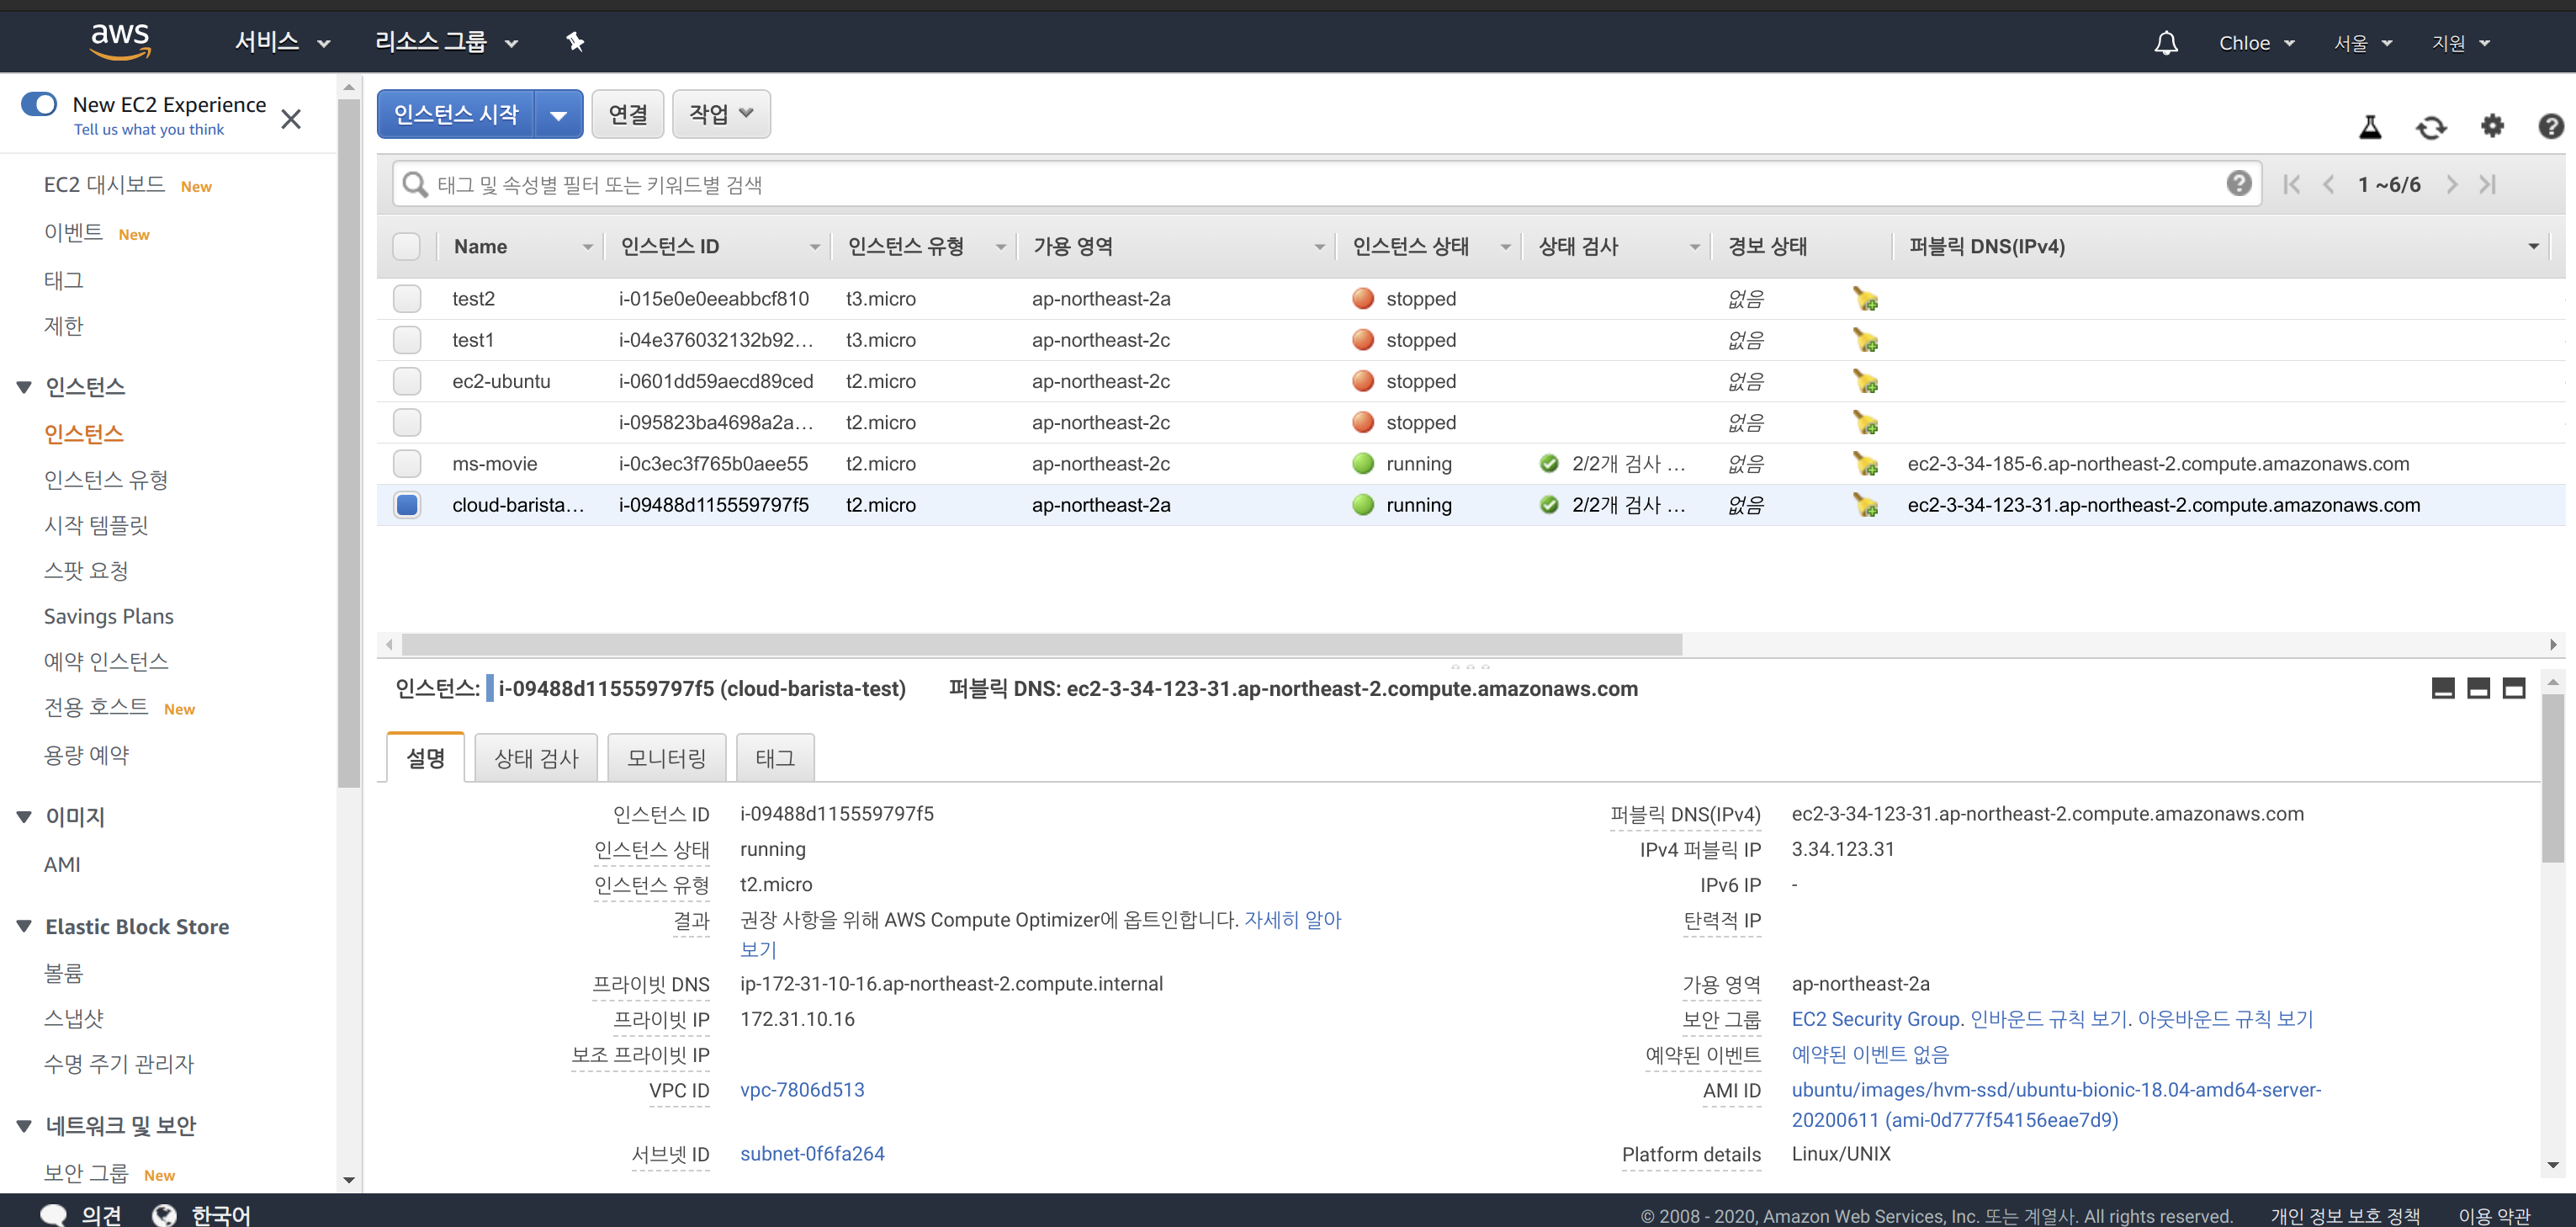 aws
서비스
리소스 그룹
Chloe
서울
지원
New EC2 Experience
Tell us what you think
EC2 대시보드 New
이벤트 New
태그
제한
인스턴스
인스턴스
인스턴스 유형
시작 템플릿
스팟 요청
Savings Plans
예약 인스턴스
전용 호스트 New
용량 예약
이미지
AMI
Elastic Block Store
볼륨
스냅샷
수명 주기 관리자
네트워크 및 보안
보안 그룹 New
인스턴스 시작 연결 작업
태그 및 속성별 필터 또는 키워드별 검색
1 ~6/6
Name 인스턴스 ID 인스턴스 유형 가용 영역 인스턴스 상태 상태 검사 경보 상태 퍼블릭 DNS(IPv4)
test2 i-015e0e0eeabbcf810 t3.micro ap-northeast-2a stopped 없음
test1 i-04e376032132b92... t3.micro ap-northeast-2c stopped 없음
ec2-ubuntu i-0601dd59aecd89ced t2.micro ap-northeast-2c stopped 없음
i-095823ba4698a2a... t2.micro ap-northeast-2c stopped 없음
ms-movie i-0c3ec3f765b0aee55 t2.micro ap-northeast-2c running 2/2개 검사 ... 없음 ec2-3-34-185-6.ap-northeast-2.compute.amazonaws.com
cloud-barista... i-09488d115559797f5 t2.micro ap-northeast-2a running 2/2개 검사 ... 없음 ec2-3-34-123-31.ap-northeast-2.compute.amazonaws.com
인스턴스: i-09488d115559797f5 (cloud-barista-test) 퍼블릭 DNS: ec2-3-34-123-31.ap-northeast-2.compute.amazonaws.com
설명 상태 검사 모니터링 태그
인스턴스 ID i-09488d115559797f5
인스턴스 상태 running
인스턴스 유형 t2.micro
결과 권장 사항을 위해 AWS Compute Optimizer에 옵트인합니다. 자세히 알아
보기
프라이빗 DNS ip-172-31-10-16.ap-northeast-2.compute.internal
프라이빗 IP 172.31.10.16
보조 프라이빗 IP
VPC ID vpc-7806d513
서브넷 ID subnet-0f6fa264
퍼블릭 DNS(IPv4) ec2-3-34-123-31.ap-northeast-2.compute.amazonaws.com
IPv4 퍼블릭 IP 3.34.123.31
IPv6 IP -
탄력적 IP
가용 영역 ap-northeast-2a
보안 그룹 EC2 Security Group. 인바운드 규칙 보기. 아웃바운드 규칙 보기
예약된 이벤트 예약된 이벤트 없음
AMI ID ubuntu/images/hvm-ssd/ubuntu-bionic-18.04-amd64-server-
20200611 (ami-0d777f54156eae7d9)
Platform details Linux/UNIX
의견 한국어
© 2008 - 2020, Amazon Web Services, Inc. 또는 계열사. All rights reserved. 개인 정보 보호 정책 이용 약관